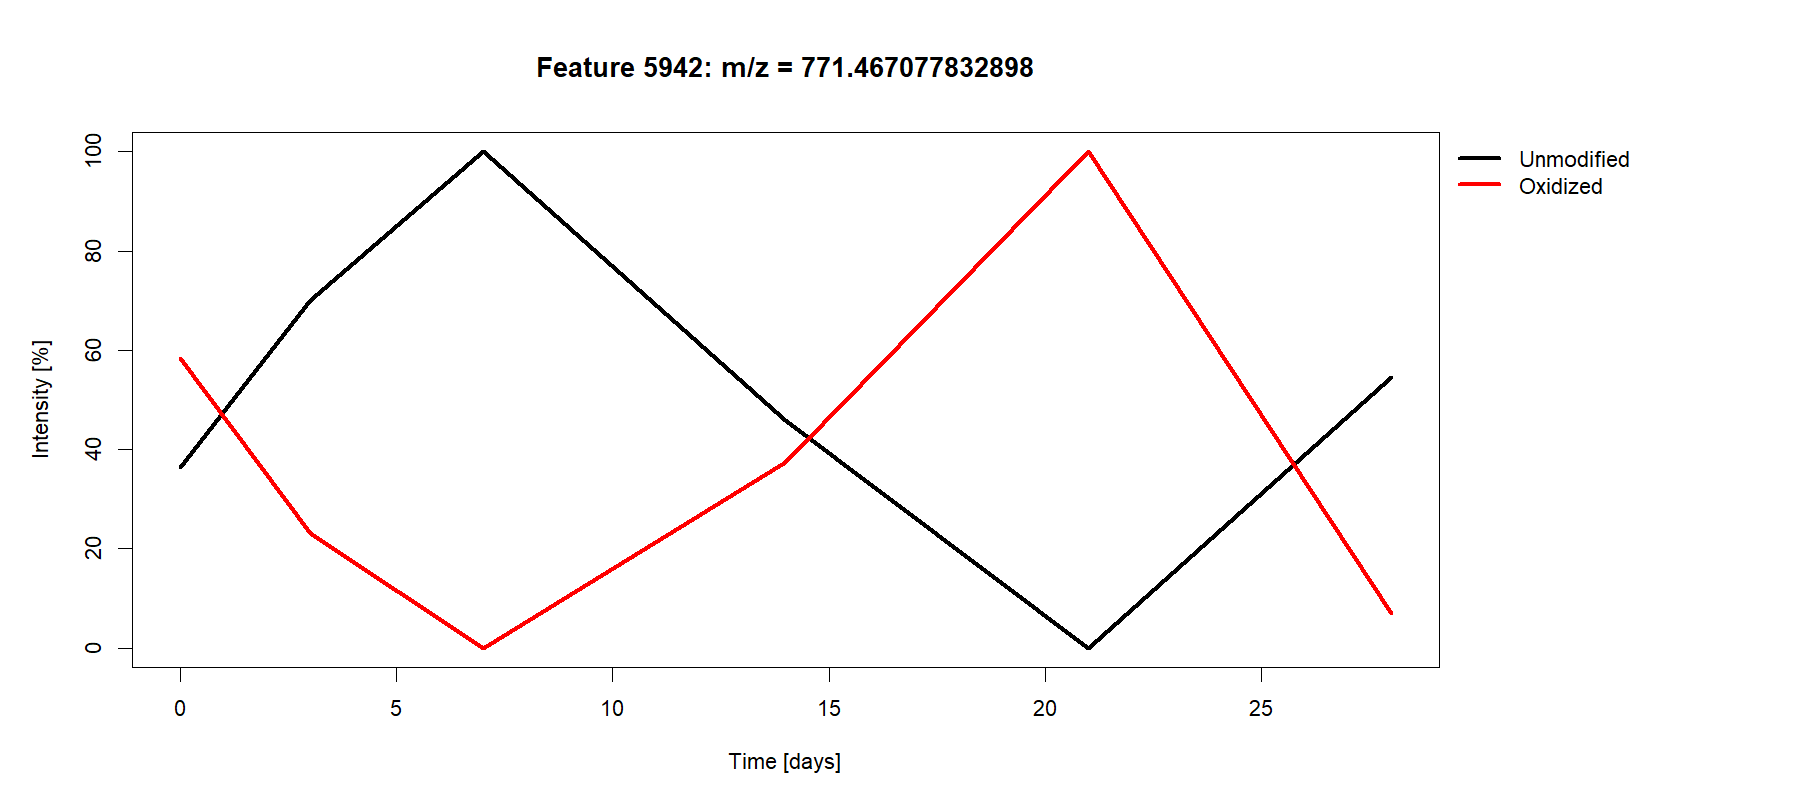 Feature 5942: m/z = 771.467077832898
Unmodified
Oxidized
Intensity [%]
100
80
60
40
20
0
0 5 10 15 20 25
Time [days]